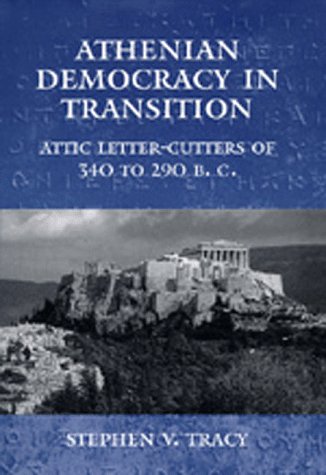 ATHENIAN
DEMOCRACY IN
TRANSITION
ATTIC LETTER-CUTTERS OF
340 TO 290 B. C.
STEPHEN V. TRACY